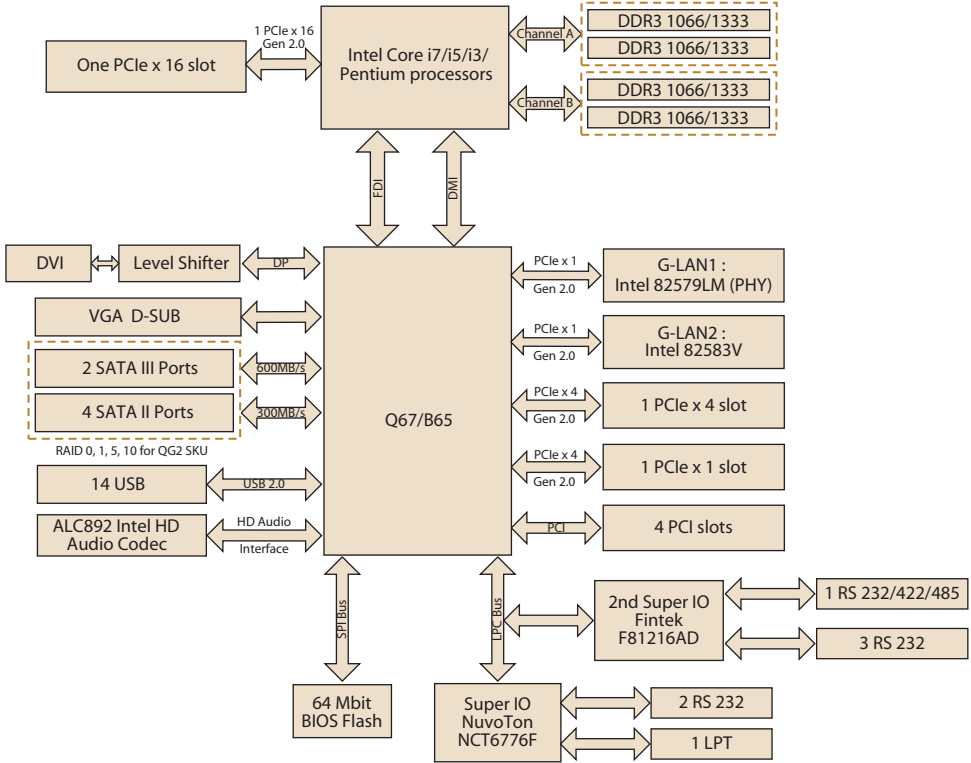 1 PCIe x 16
Gen 2.0
One PCIe x 16 slot
Intel Core i7/i5/i3/
Pentium processors
Channel A
DDR3 1066/1333
DDR3 1066/1333
Channel B
DDR3 1066/1333
DDR3 1066/1333
FDI
DMI
DVI
Level Shifter
DP
VGA D-SUB
2 SATA III Ports
600MB/s
4 SATA II Ports
300MB/s
RAID 0, 1, 5, 10 for QG2 SKU
14 USB
USB 2.0
ALC892 Intel HD
Audio Codec
HD Audio
Interface
Q67/B65
PCIe x 1
Gen 2.0
G-LAN1 :
Intel 82579LM (PHY)
PCIe x 1
Gen 2.0
G-LAN2 :
Intel 82583V
PCIe x 4
Gen 2.0
1 PCIe x 4 slot
PCIe x 4
Gen 2.0
1 PCIe x 1 slot
PCI
4 PCI slots
SPI Bus
LPC Bus
2nd Super IO
Fintek
F81216AD
1 RS 232/422/485
3 RS 232
64 Mbit
BIOS Flash
Super IO
NuvoTon
NCT6776F
2 RS 232
1 LPT